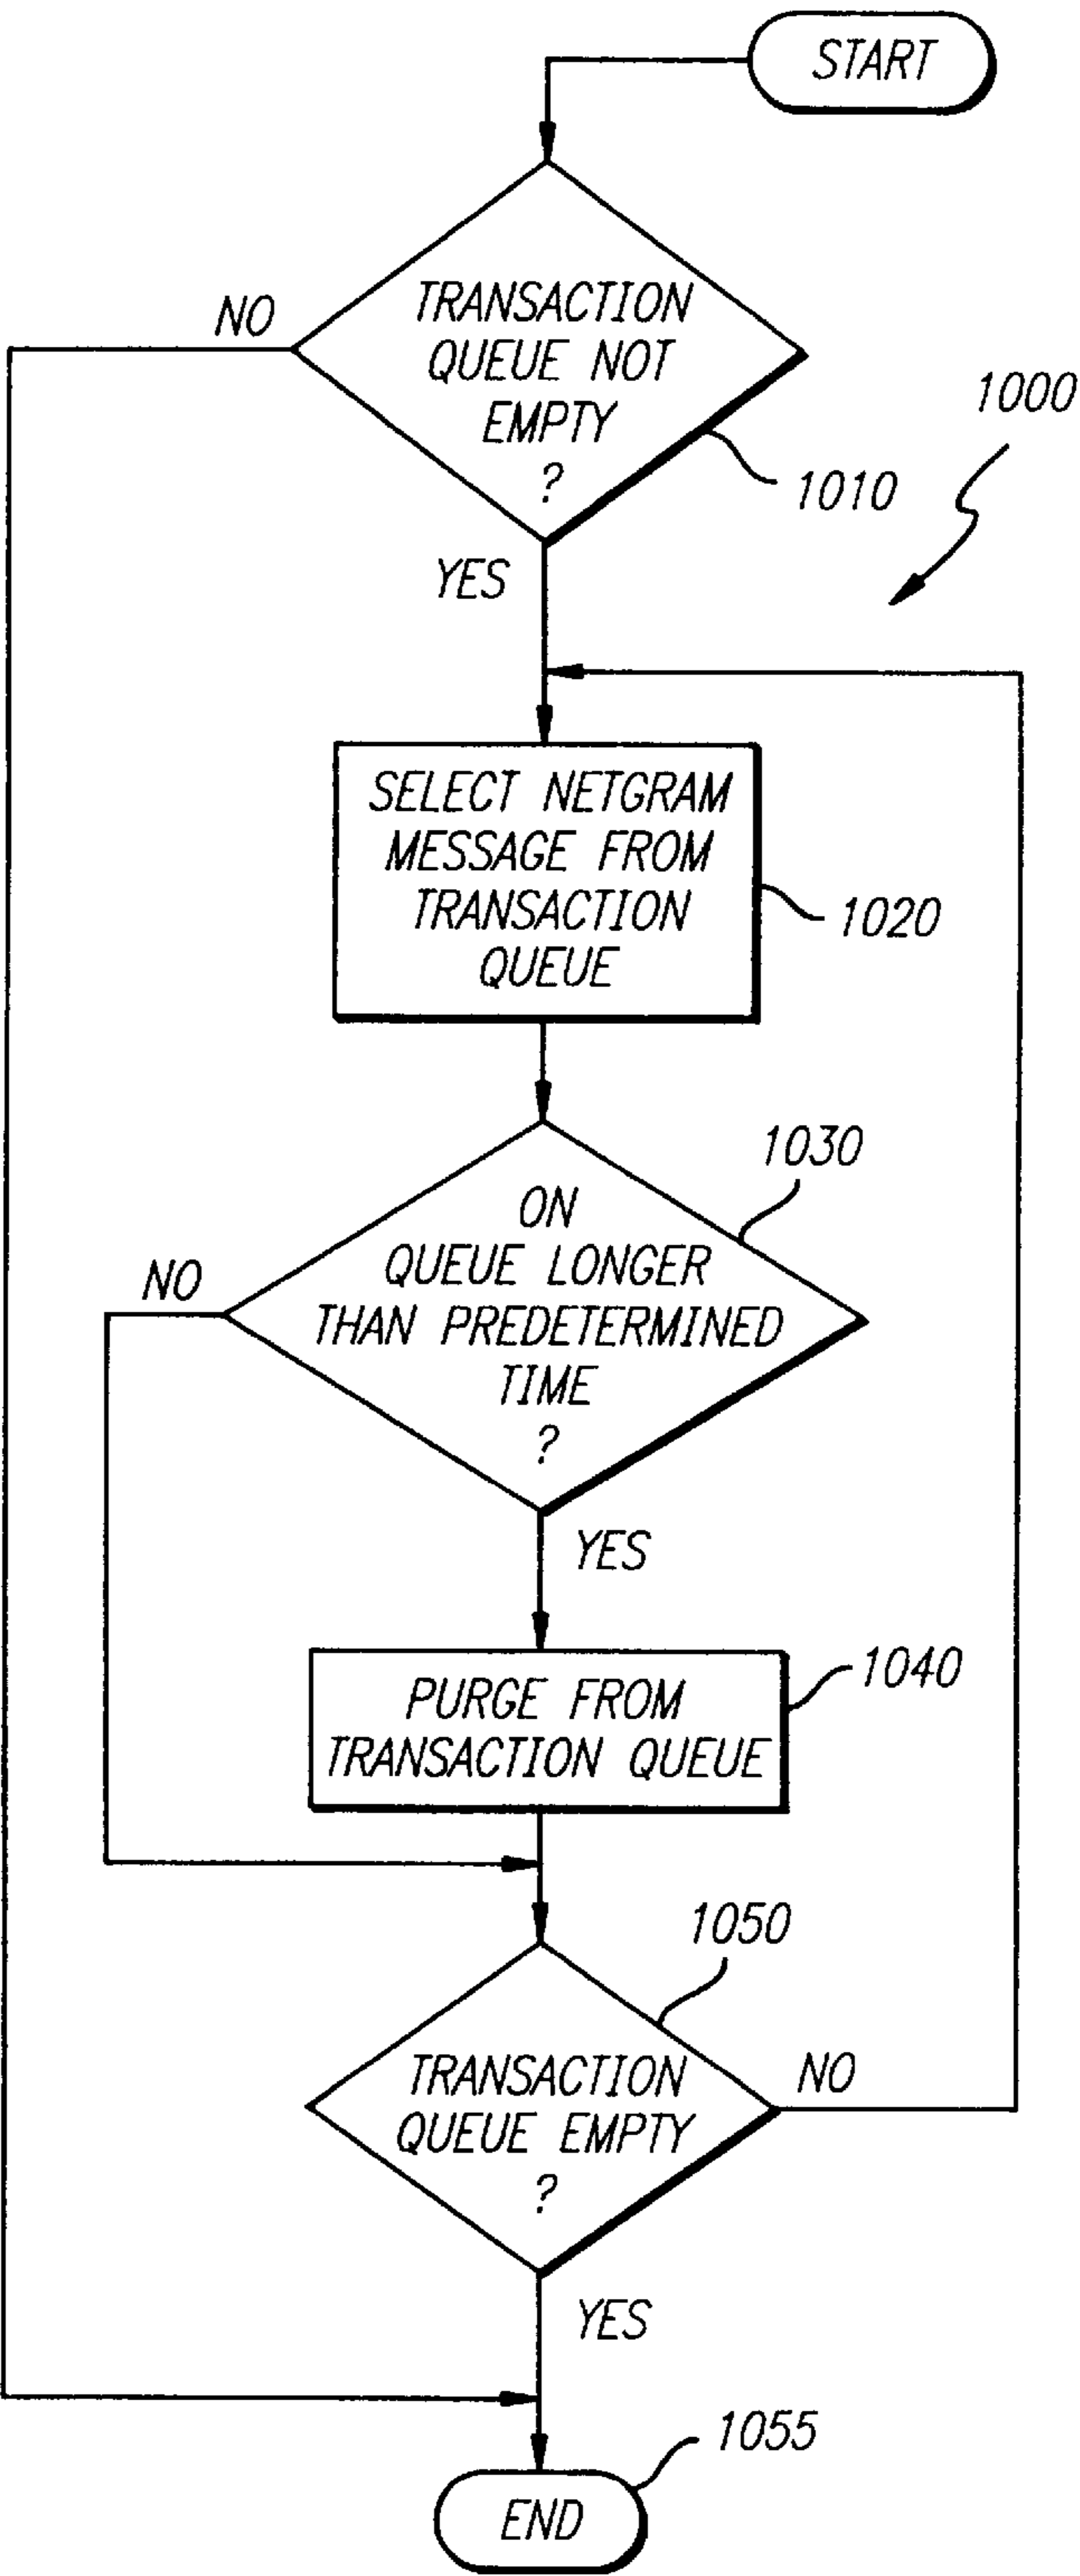 START
NO
TRANSACTION
QUEUE NOT
EMPTY
?
1000
1010
YES
SELECT NETGRAM
MESSAGE FROM
TRANSACTION
QUEUE
1020
1030
ON
QUEUE LONGER
THAN PREDETERMINED
TIME
?
NO
YES
1040
PURGE FROM
TRANSACTION QUEUE
1050
TRANSACTION
QUEUE EMPTY
?
NO
YES
1055
END